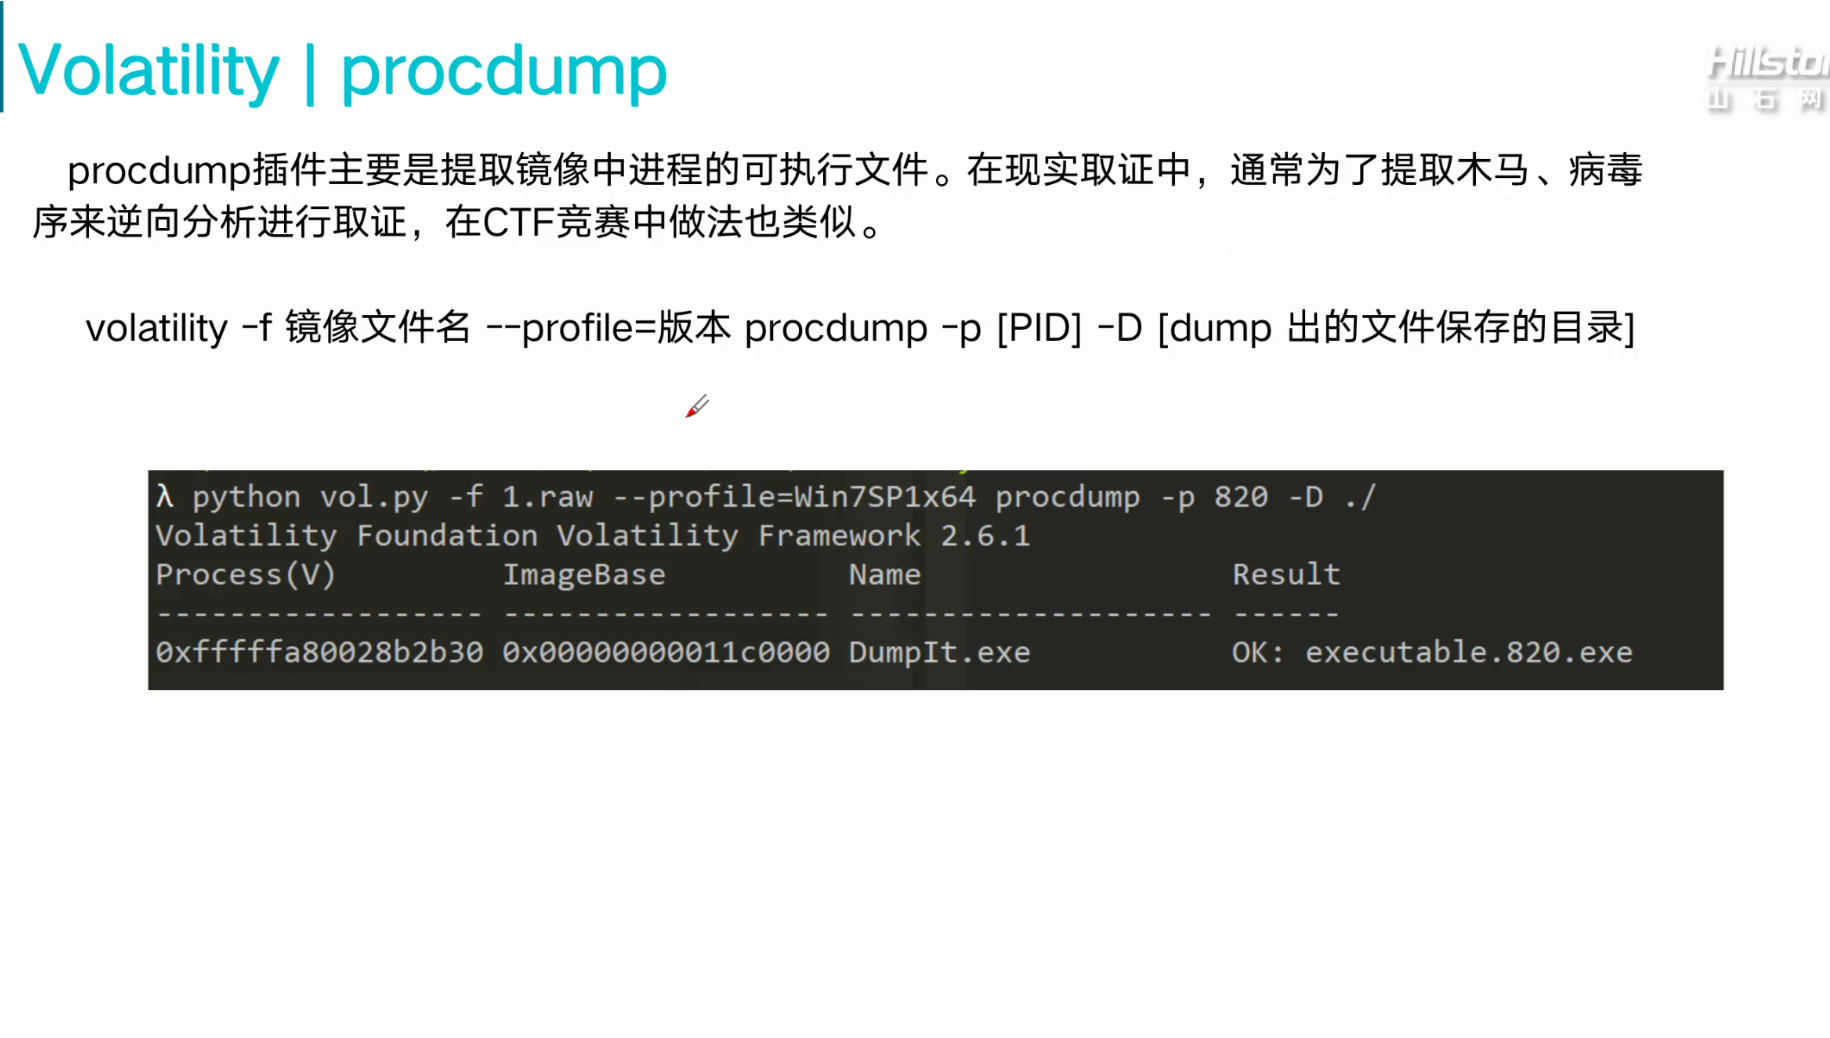 Volatility | procdump
Hillsto
山石网
procdump插件主要是提取镜像中进程的可执行文件。在现实取证中，通常为了提取木马、病毒
序来逆向分析进行取证，在CTF竞赛中做法也类似。
volatility -f 镜像文件名 --profile=版本 procdump -p [PID] -D [dump 出的文件保存的目录]
λ python vol.py -f 1.raw --profile=Win7SP1x64 procdump -p 820 -D ./
Volatility Foundation Volatility Framework 2.6.1
Process(V) ImageBase Name Result
------------------ ------------------ -------------------- ------
0xfffffa80028b2b30 0x00000000011c0000 DumpIt.exe OK: executable.820.exe